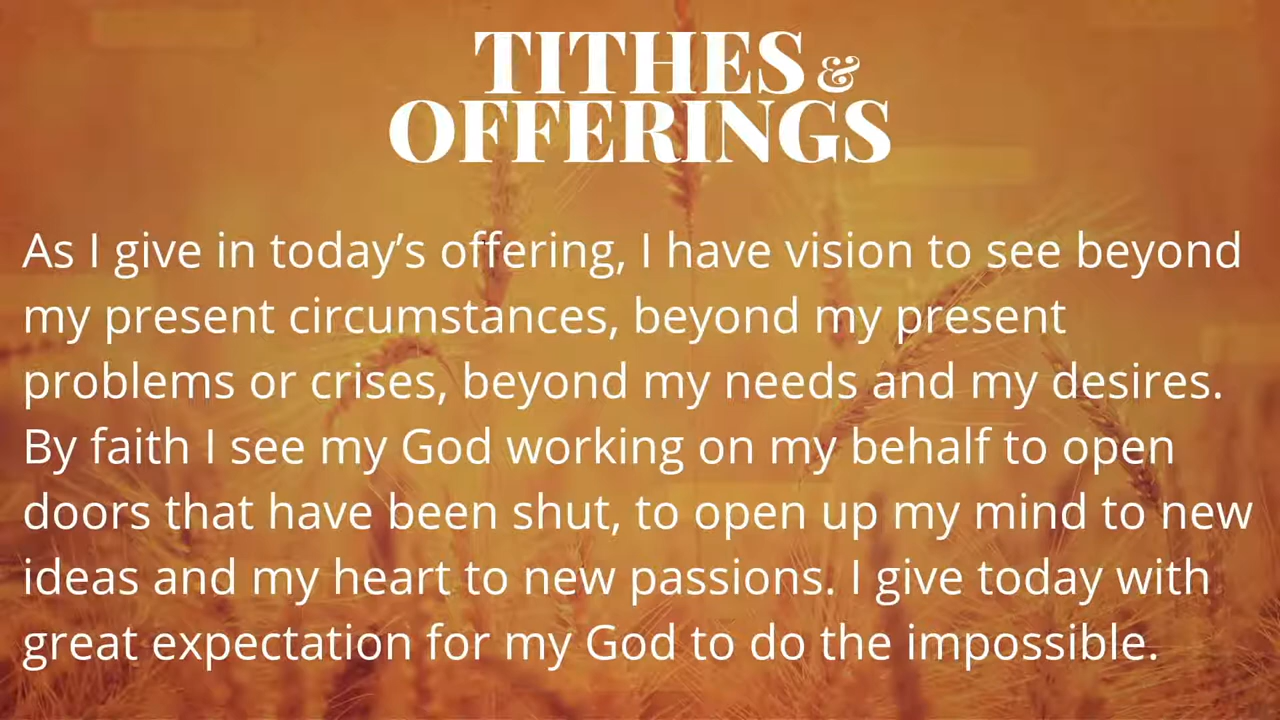 TITHES &
OFFERINGS
As I give in today’s offering, I have vision to see beyond
my present circumstances, beyond my present
problems or crises, beyond my needs and my desires.
By faith I see my God working on my behalf to open
doors that have been shut, to open up my mind to new
ideas and my heart to new passions. I give today with
great expectation for my God to do the impossible.